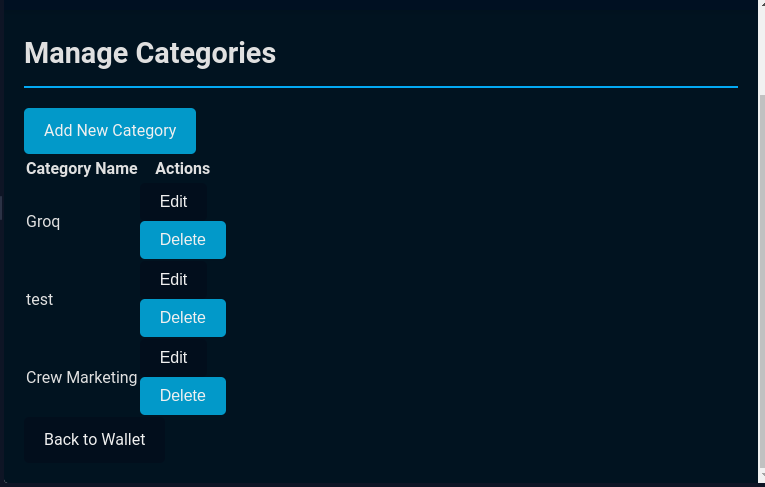 Manage Categories
Add New Category
Category Name Actions
Edit
Groq
Delete
Edit
test
Delete
Edit
Crew Marketing
Delete
Back to Wallet